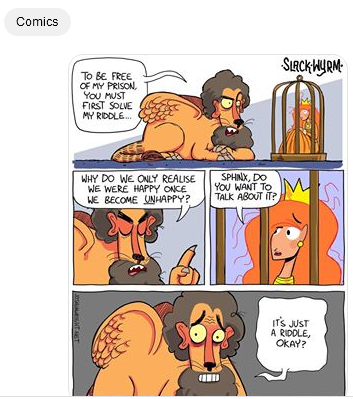 Comics
SLACK WYRM
TO BE FREE
OF MY PRISON,
YOU MUST
FIRST SOLVE
MY RIDDLE...
WHY DO WE ONLY REALISE
WE WERE HAPPY ONCE
WE BECOME UNHAPPY?
SPHINX, DO
YOU WANT TO
TALK ABOUT IT?
IT'S JUST
A RIDDLE,
OKAY?